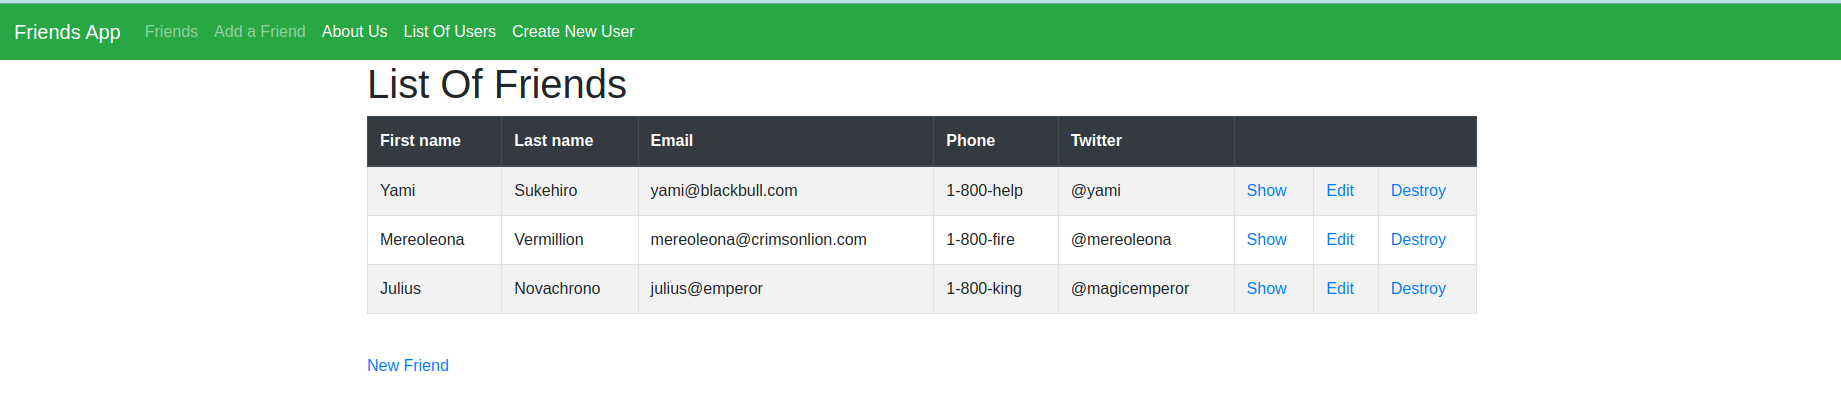 Friends App Friends Add a Friend About Us List Of Users Create New User
List Of Friends
First name Last name Email Phone Twitter
Yami Sukehiro yami@blackbull.com 1-800-help @yami Show Edit Destroy
Mereoleona Vermillion mereoleona@crimsonlion.com 1-800-fire @mereoleona Show Edit Destroy
Julius Novachrono julius@emperor 1-800-king @magicemperor Show Edit Destroy
New Friend